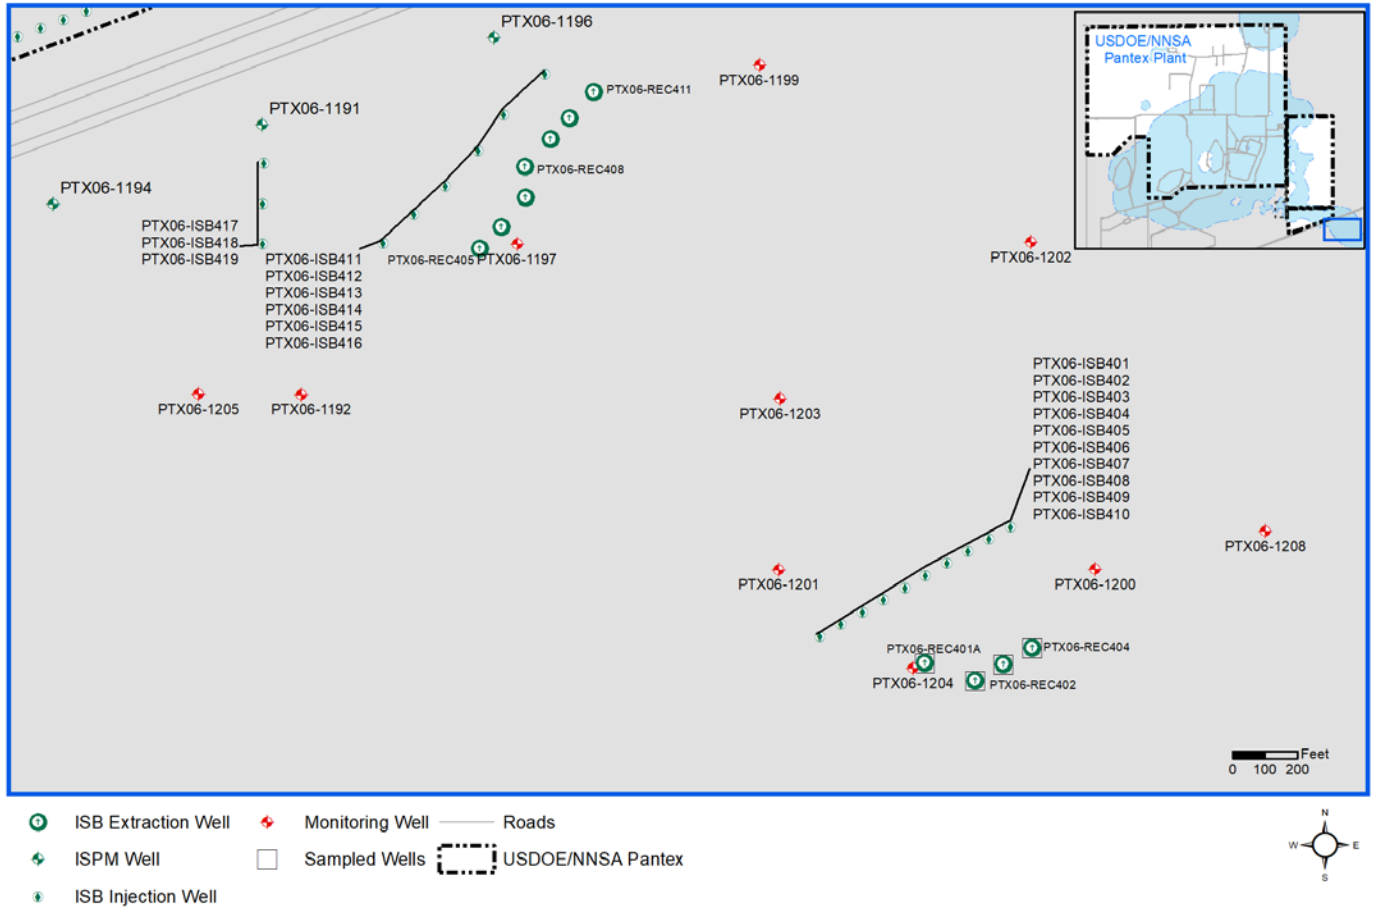 PTX06-1196
USDOE/NNSA
Pantex Plant
PTX06-1199
PTX06-REC411
PTX06-1191
PTX06-REC408
PTX06-1194
PTX06-ISB417
PTX06-ISB418
PTX06-ISB419
PTX06-ISB411
PTX06-ISB412
PTX06-ISB413
PTX06-ISB414
PTX06-ISB415
PTX06-ISB416
PTX06-REC405
PTX06-1197
PTX06-1202
PTX06-1205
PTX06-1192
PTX06-1203
PTX06-ISB401
PTX06-ISB402
PTX06-ISB403
PTX06-ISB404
PTX06-ISB405
PTX06-ISB406
PTX06-ISB407
PTX06-ISB408
PTX06-ISB409
PTX06-ISB410
PTX06-1208
PTX06-1201
PTX06-1200
PTX06-REC401A
PTX06-REC404
PTX06-1204
PTX06-REC402
Feet
0 100 200
ISB Extraction Well
Monitoring Well
Roads
ISPM Well
Sampled Wells
USDOE/NNSA Pantex
ISB Injection Well
N
W E
S